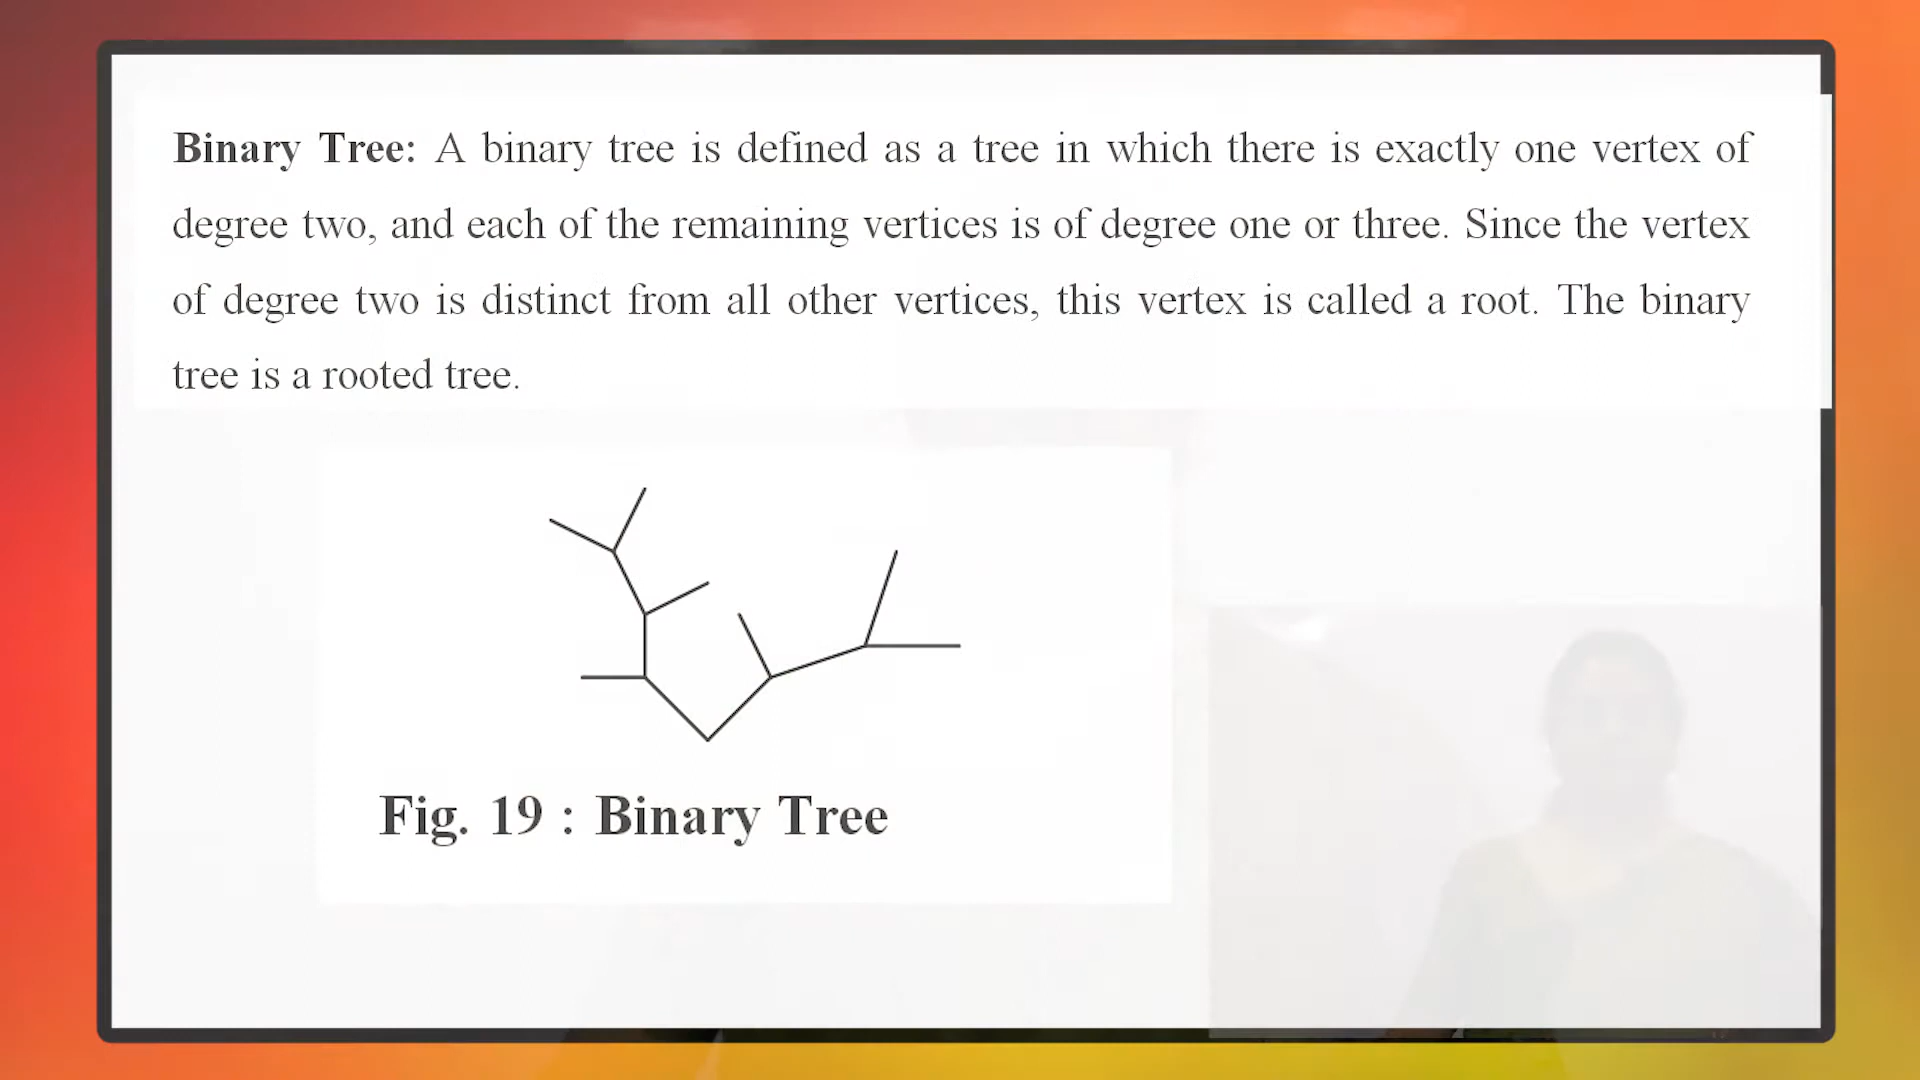 Binary Tree: A binary tree is defined as a tree in which there is exactly one vertex of
degree two, and each of the remaining vertices is of degree one or three. Since the vertex
of degree two is distinct from all other vertices, this vertex is called a root. The binary
tree is a rooted tree.
Fig. 19 : Binary Tree